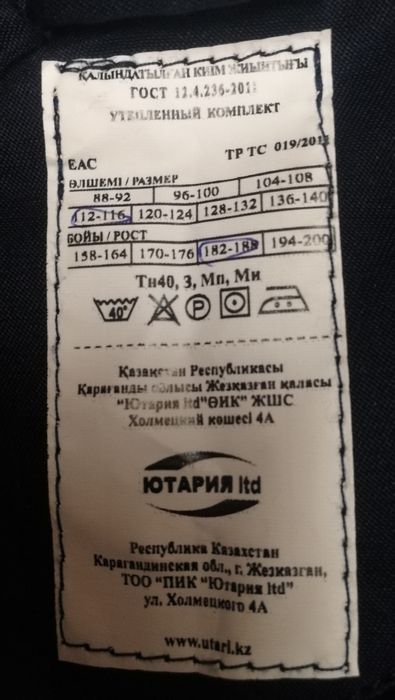 ҚАЛЫНДАТЫЛҒАН КИІМ ЖИЫНТЫҒЫ
ГОСТ 12.4.236-2011
УТЕПЛЕННЫЙ КОМПЛЕКТ
ЕАС ТР ТС 019/2011
ӨЛШЕМІ / РАЗМЕР
88-92 96-100 104-108
112-116 120-124 128-132 136-140
БОЙЫ / РОСТ
158-164 170-176 182-188 194-200
Тн40, З, Мп, Ми
40°
Қазақстан Республикасы
Қарағанды облысы Жезқазған қаласы
"Ютария ltd"ӨИК" ЖШС
Холмецкий көшесі 4А
ЮТАРИЯ ltd
Республика Казахстан
Карагандинская обл., г. Жезказган,
ТОО "ПИК "Ютария ltd"
ул. Холмецкого 4А
www.utari.kz